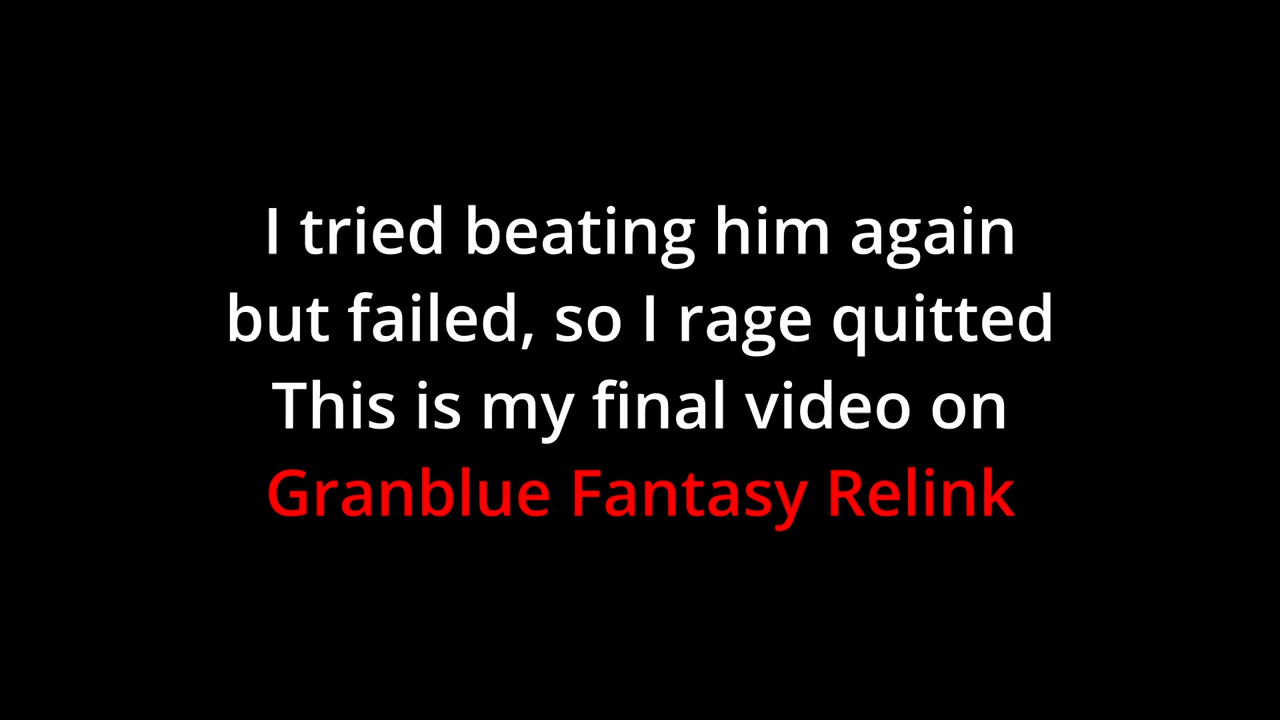 I tried beating him again
but failed, so I rage quitted
This is my final video on
Granblue Fantasy Relink